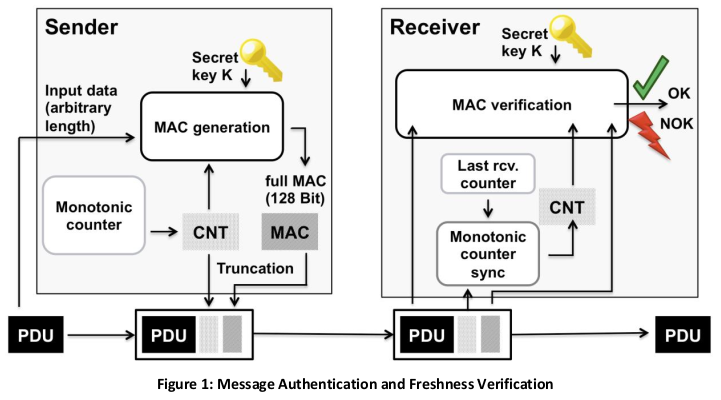 Sender
Secret
key K
Input data
(arbitrary
length)
MAC generation
full MAC
(128 Bit)
Monotonic
counter
CNT
MAC
Truncation
PDU
PDU
Receiver
Secret
key K
MAC verification
OK
NOK
Last rcv.
counter
CNT
Monotonic
counter
sync
PDU
PDU
Figure 1: Message Authentication and Freshness Verification